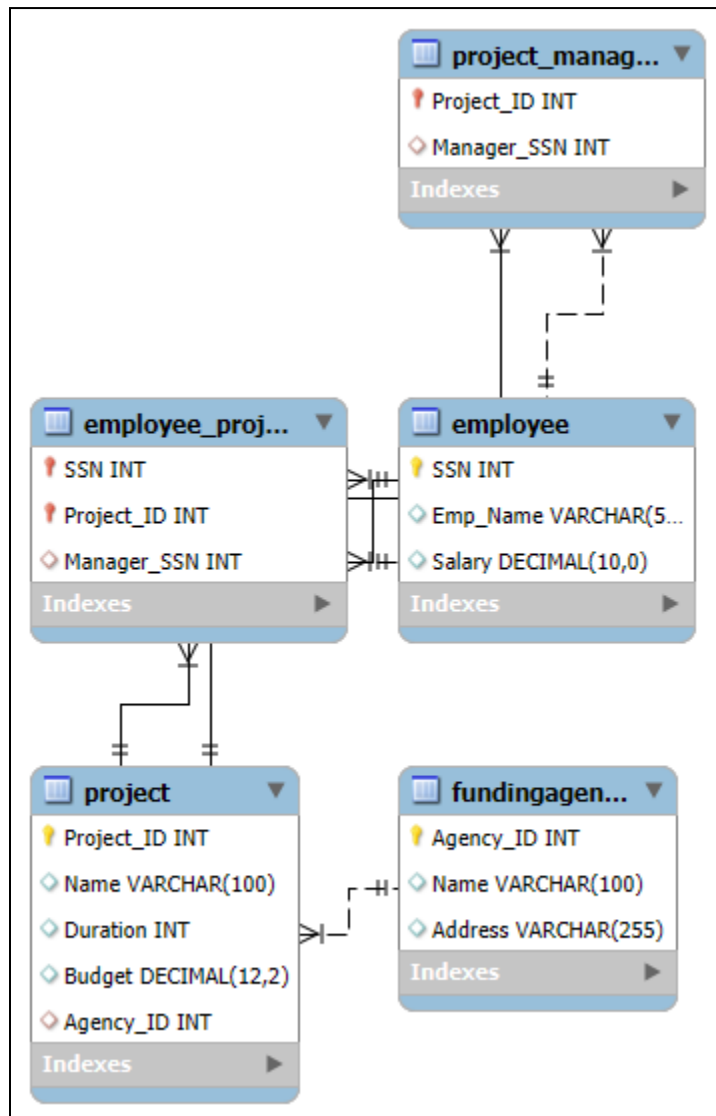 project_manag...
Project_ID INT
Manager_SSN INT
Indexes
employee_proj...
SSN INT
Project_ID INT
Manager_SSN INT
Indexes
employee
SSN INT
Emp_Name VARCHAR(5...
Salary DECIMAL(10,0)
Indexes
project
Project_ID INT
Name VARCHAR(100)
Duration INT
Budget DECIMAL(12,2)
Agency_ID INT
Indexes
fundingagen...
Agency_ID INT
Name VARCHAR(100)
Address VARCHAR(255)
Indexes